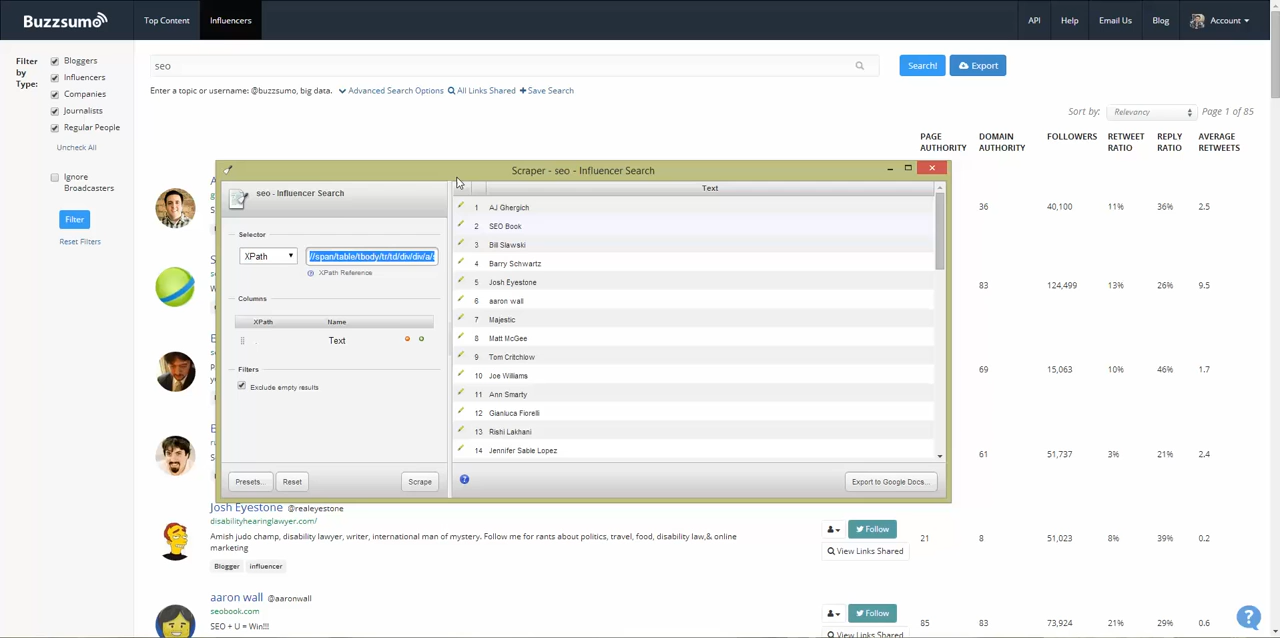 Buzzsumo
Top Content
Influencers
API
Help
Email Us
Blog
Account
Filter by Type:
Bloggers
Influencers
Companies
Journalists
Regular People
Uncheck All
Ignore Broadcasters
Filter
Reset Filters
seo
Search!
Export
Enter a topic or username: @buzzsumo, big data.
Advanced Search Options
All Links Shared
Save Search
Sort by:
Relevancy
Page 1 of 85
PAGE AUTHORITY
DOMAIN AUTHORITY
FOLLOWERS
RETWEET RATIO
REPLY RATIO
AVERAGE RETWEETS
36 40,100 11% 36% 2.5
83 124,499 13% 26% 9.5
69 15,063 10% 46% 1.7
61 51,737 3% 21% 2.4
Scraper - seo - Influencer Search
seo - Influencer Search
Selector
XPath
//span/table/tbody/tr/td/div/div/a/
XPath Reference
Columns
XPath Name
. Text
Filters
Exclude empty results
Presets...
Reset
Scrape
Text
1 AJ Ghergich
2 SEO Book
3 Bill Slawski
4 Barry Schwartz
5 Josh Eyestone
6 aaron wall
7 Majestic
8 Matt McGee
9 Tom Critchlow
10 Joe Williams
11 Ann Smarty
12 Gianluca Fiorelli
13 Rishi Lakhani
14 Jennifer Sable Lopez
Export to Google Docs...
Josh Eyestone @realeyestone
disabilityhearinglawyer.com/
Amish judo champ, disability lawyer, writer, international man of mystery. Follow me for rants about politics, travel, food, disability law,& online
marketing
Blogger influencer
Follow
View Links Shared
21 8 51,023 8% 39% 0.2
aaron wall @aaronwall
seobook.com
SEO + U = Win!!!
Follow
View Links Shared
85 83 73,924 21% 29% 0.6